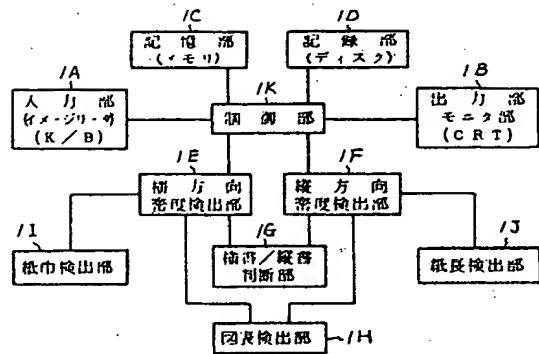 1C
記憶部
(メモリ)
1D
記録部
(ディスク)
1A
入力部
イメージリーダ
(K/B)
1K
制御部
1B
出力部
モニタ部
(CRT)
1E
横方向
密度検出部
1F
縦方向
密度検出部
1I
紙巾検出部
1G
横書/縦書
判断部
1J
紙長検出部
図表検出部
1H